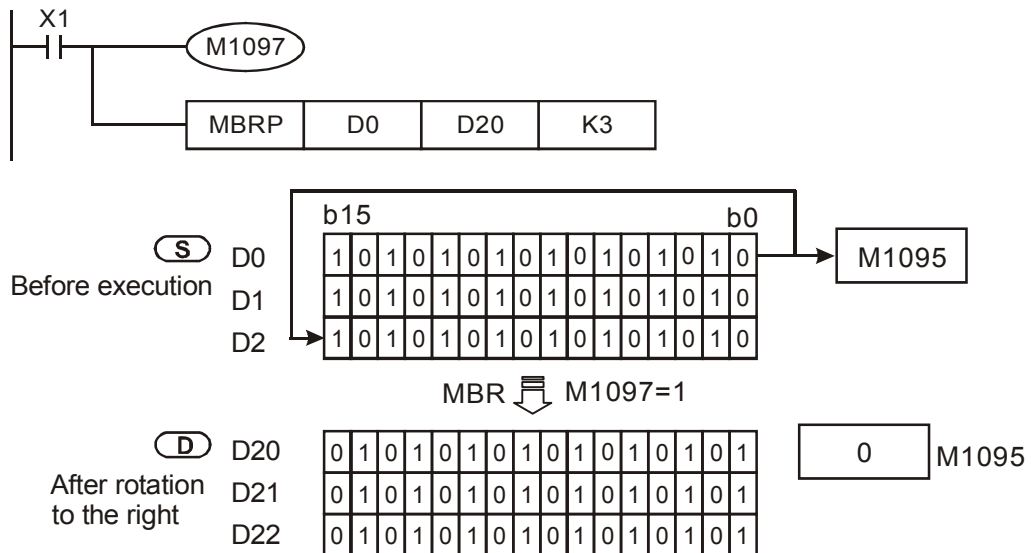 X1
M1097
MBRP D0 D20 K3
b15 b0
S D0 1 0 1 0 1 0 1 0 1 0 1 0 1 0 1 0 M1095
Before execution
D1 1 0 1 0 1 0 1 0 1 0 1 0 1 0 1 0
D2 1 0 1 0 1 0 1 0 1 0 1 0 1 0 1 0
MBR M1097=1
D D20 0 1 0 1 0 1 0 1 0 1 0 1 0 1 0 1 0 M1095
After rotation
to the right
D21 0 1 0 1 0 1 0 1 0 1 0 1 0 1 0 1
D22 0 1 0 1 0 1 0 1 0 1 0 1 0 1 0 1